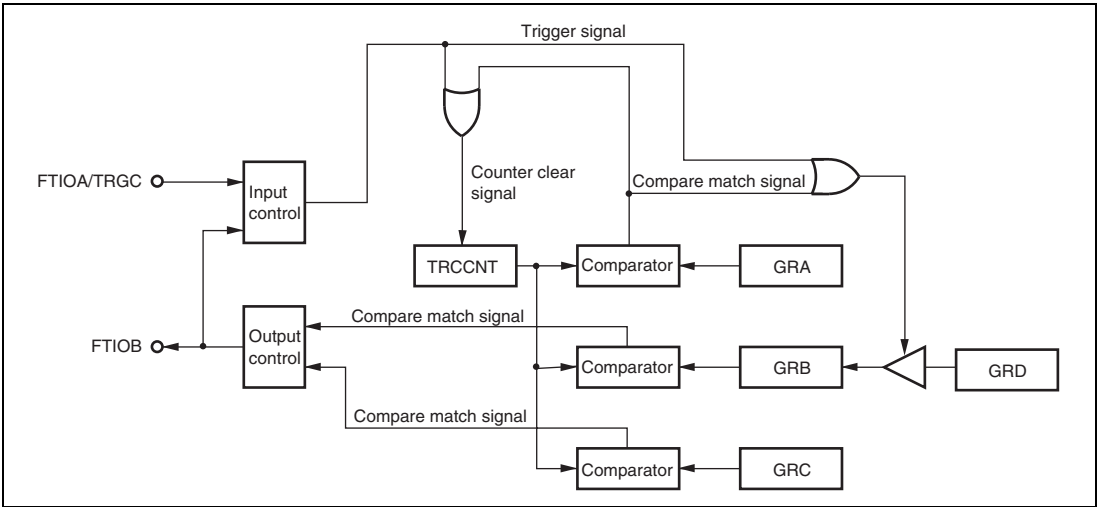 Trigger signal
FTIOA/TRGC
Input
control
Counter clear
signal
Compare match signal
TRCCNT
Comparator
GRA
FTIOB
Output
control
Compare match signal
Comparator
GRB
GRD
Compare match signal
Comparator
GRC